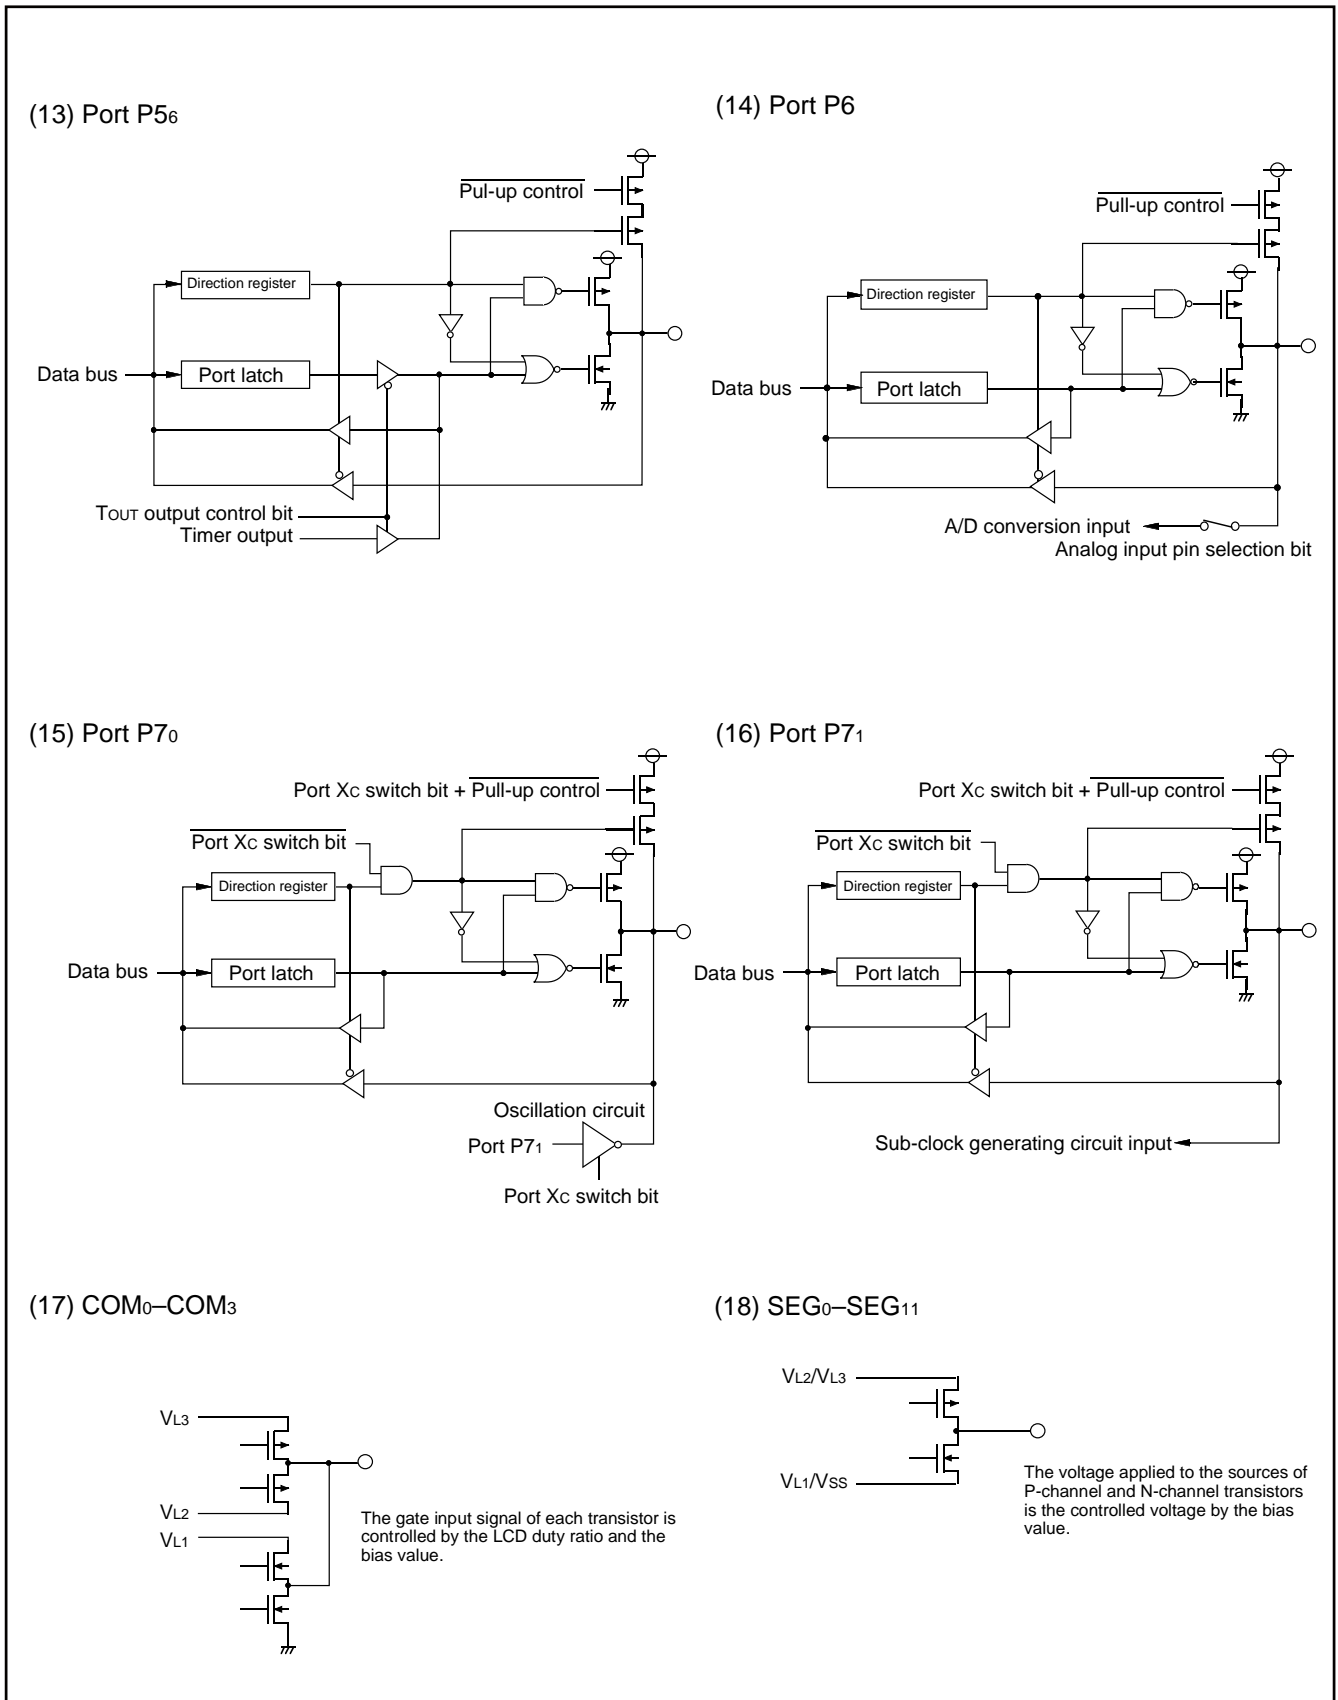 (13) Port P56
Pul-up control
Direction register
Data bus
Port latch
TOUT output control bit
Timer output
(14) Port P6
Pull-up control
Direction register
Data bus
Port latch
A/D conversion input
Analog input pin selection bit
(15) Port P70
Port XC switch bit + Pull-up control
Port XC switch bit
Direction register
Data bus
Port latch
Oscillation circuit
Port P71
Port XC switch bit
(16) Port P71
Port XC switch bit + Pull-up control
Port XC switch bit
Direction register
Data bus
Port latch
Sub-clock generating circuit input
(17) COM0–COM3
VL3
VL2
VL1
The gate input signal of each transistor is
controlled by the LCD duty ratio and the
bias value.
(18) SEG0–SEG11
VL2/VL3
VL1/VSS
The voltage applied to the sources of
P-channel and N-channel transistors
is the controlled voltage by the bias
value.